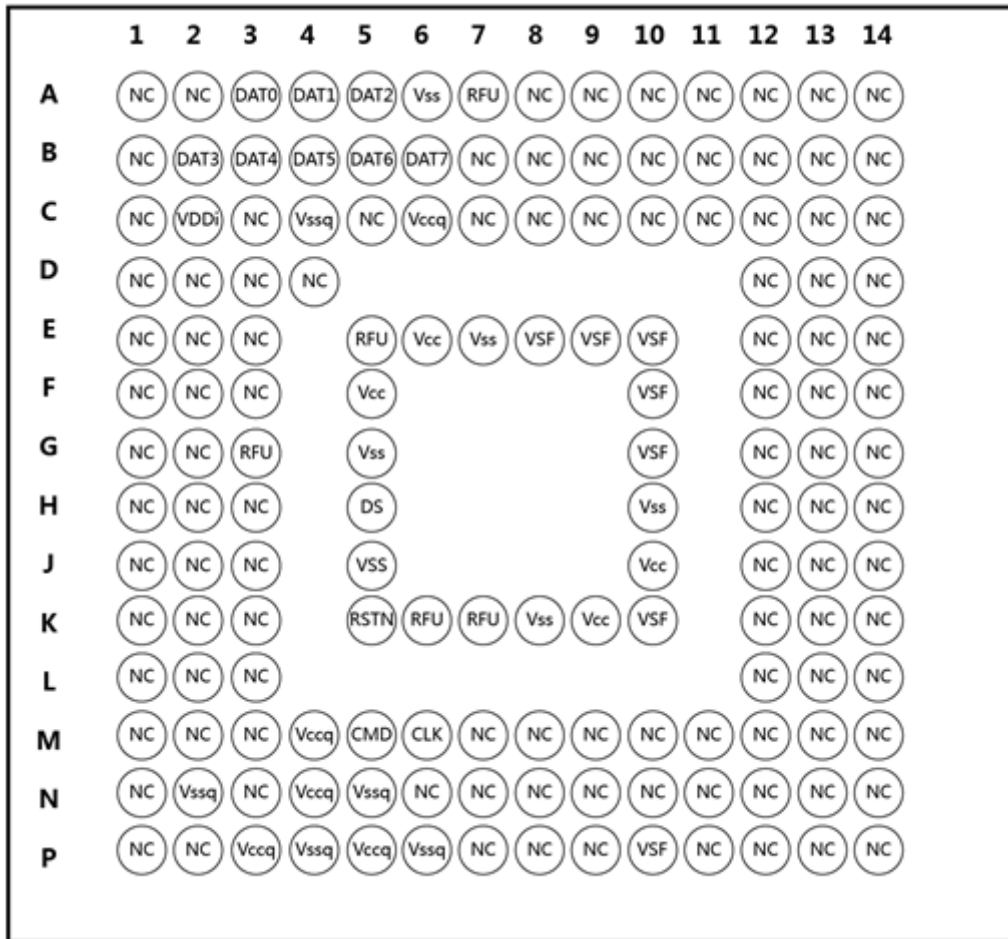 1 2 3 4 5 6 7 8 9 10 11 12 13 14
A NC NC DAT0 DAT1 DAT2 Vss RFU NC NC NC NC NC NC NC
B NC DAT3 DAT4 DAT5 DAT6 DAT7 NC NC NC NC NC NC NC NC
C NC VDDi NC Vssq NC Vccq NC NC NC NC NC NC NC NC
D NC NC NC NC NC NC NC
E NC NC NC RFU Vcc Vss VSF VSF VSF NC NC NC
F NC NC NC Vcc VSF NC NC NC
G NC NC RFU Vss VSF NC NC NC
H NC NC NC DS Vss NC NC NC
J NC NC NC VSS Vcc NC NC NC
K NC NC NC RSTN RFU RFU Vss Vcc VSF NC NC NC
L NC NC NC NC NC NC
M NC NC NC Vccq CMD CLK NC NC NC NC NC NC NC NC
N NC Vssq NC Vccq Vssq NC NC NC NC NC NC NC NC NC
P NC NC Vccq Vssq Vccq Vssq NC NC NC VSF NC NC NC NC